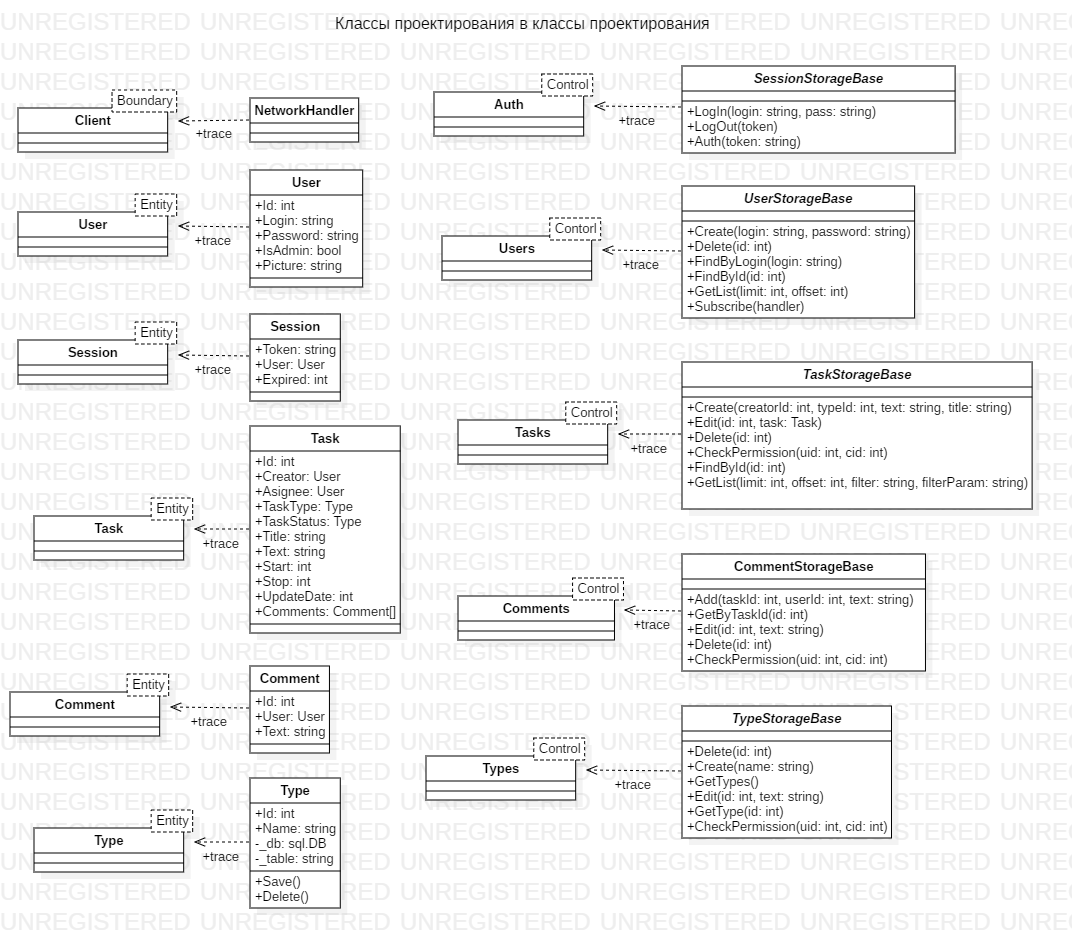 Классы проектирования в классы проектирования
Boundary
Client
+trace
NetworkHandler
Entity
User
+trace
User
+Id: int
+Login: string
+Password: string
+IsAdmin: bool
+Picture: string
Entity
Session
+trace
Session
+Token: string
+User: User
+Expired: int
Entity
Task
+trace
Task
+Id: int
+Creator: User
+Asignee: User
+TaskType: Type
+TaskStatus: Type
+Title: string
+Text: string
+Start: int
+Stop: int
+UpdateDate: int
+Comments: Comment[]
Entity
Comment
+trace
Comment
+Id: int
+User: User
+Text: string
Entity
Type
+trace
Type
+Id: int
+Name: string
-_db: sql.DB
-_table: string
+Save()
+Delete()
Control
Auth
+trace
SessionStorageBase
+LogIn(login: string, pass: string)
+LogOut(token)
+Auth(token: string)
Contorl
Users
+trace
UserStorageBase
+Create(login: string, password: string)
+Delete(id: int)
+FindByLogin(login: string)
+FindById(id: int)
+GetList(limit: int, offset: int)
+Subscribe(handler)
Control
Tasks
+trace
TaskStorageBase
+Create(creatorId: int, typeId: int, text: string, title: string)
+Edit(id: int, task: Task)
+Delete(id: int)
+CheckPermission(uid: int, cid: int)
+FindById(id: int)
+GetList(limit: int, offset: int, filter: string, filterParam: string)
Control
Comments
+trace
CommentStorageBase
+Add(taskId: int, userId: int, text: string)
+GetByTaskId(id: int)
+Edit(id: int, text: string)
+Delete(id: int)
+CheckPermission(uid: int, cid: int)
Control
Types
+trace
TypeStorageBase
+Delete(id: int)
+Create(name: string)
+GetTypes()
+Edit(id: int, text: string)
+GetType(id: int)
+CheckPermission(uid: int, cid: int)
UNREGISTERED